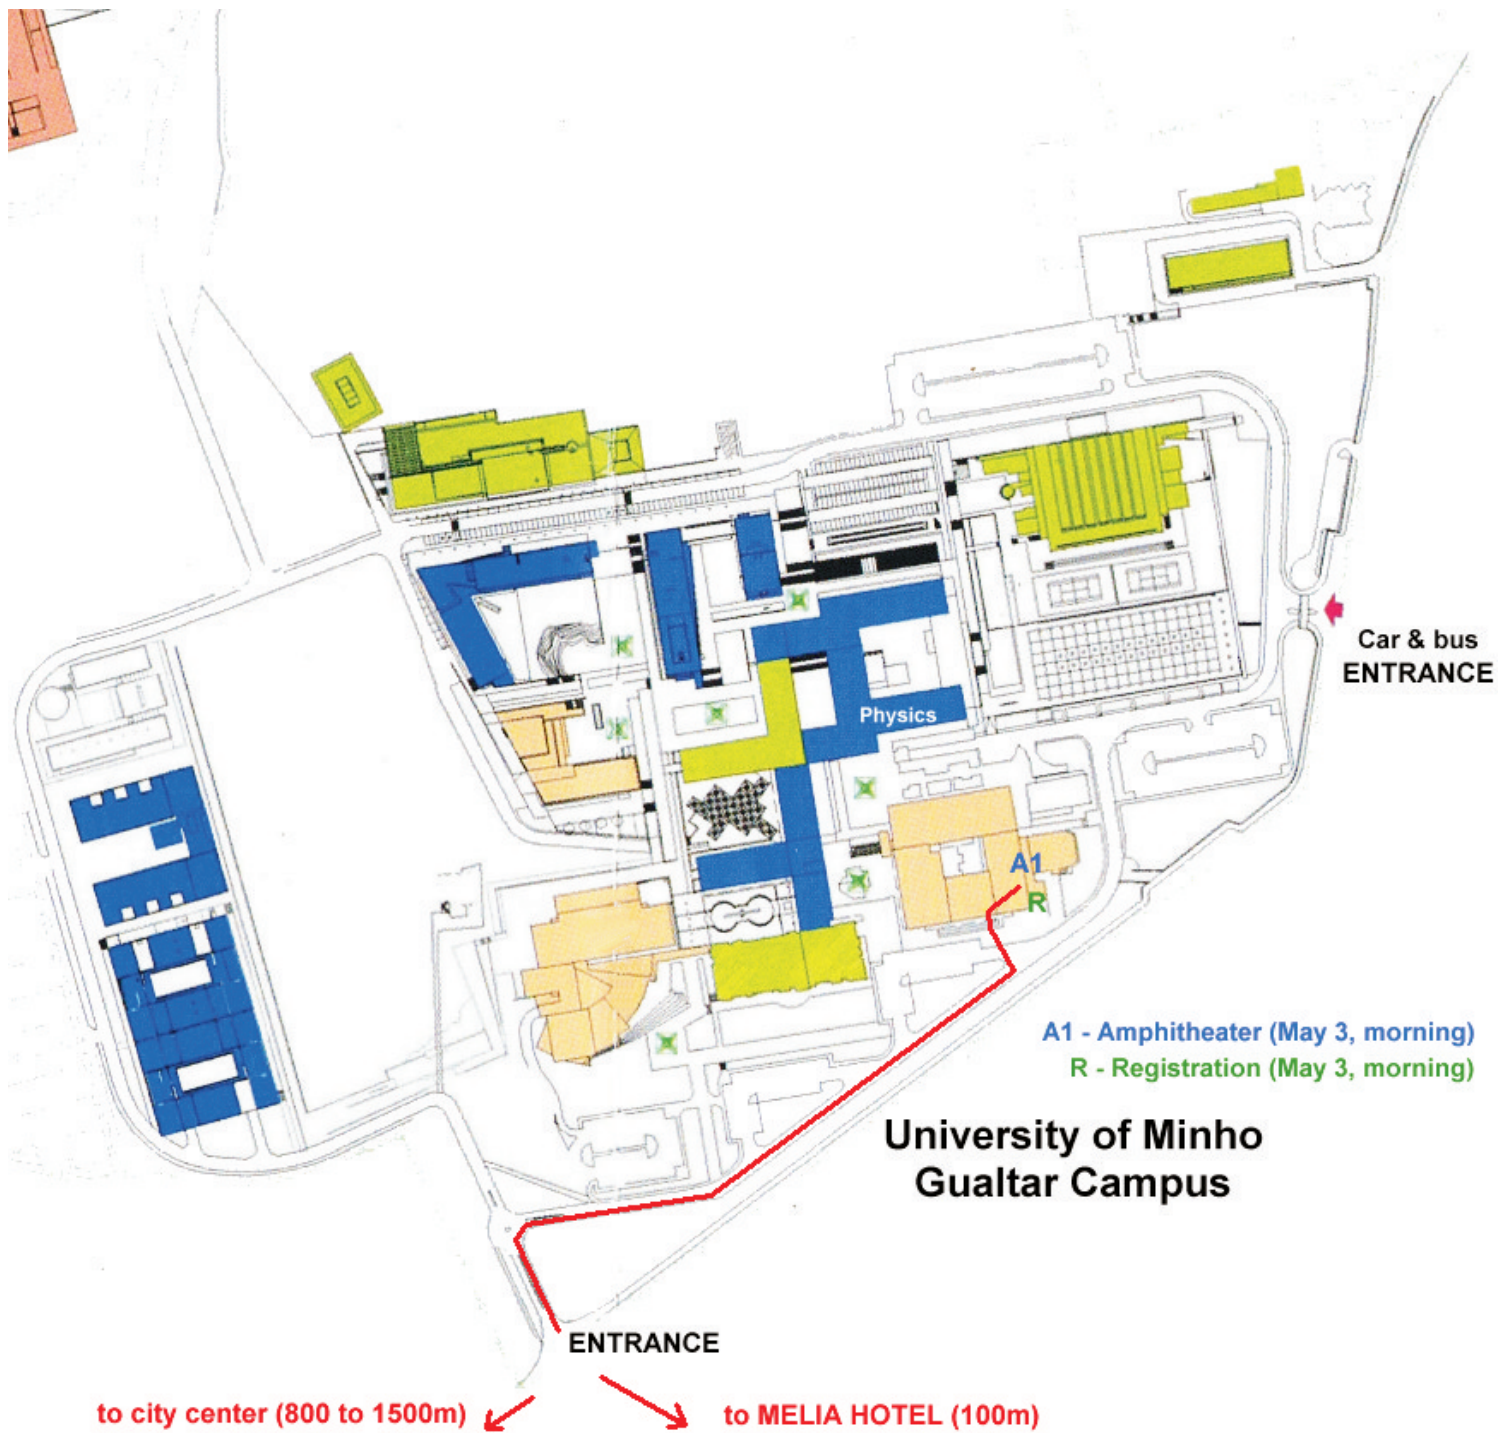 Car & bus
ENTRANCE
Physics
A1
R
A1 - Amphitheater (May 3, morning)
R - Registration (May 3, morning)
University of Minho
Gualtar Campus
ENTRANCE
to city center (800 to 1500m)
to MELIA HOTEL (100m)